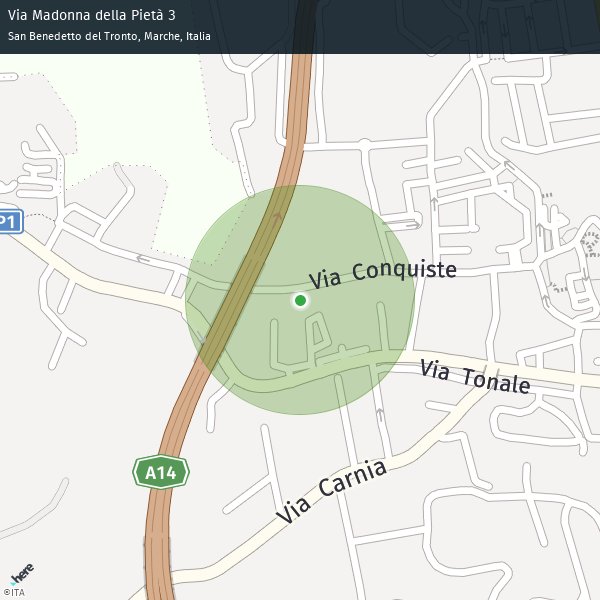 Via Madonna della Pietà 3
San Benedetto del Tronto, Marche, Italia
P1
Via Conquiste
Via Tonale
A14
Via Carnia
here
©ITA